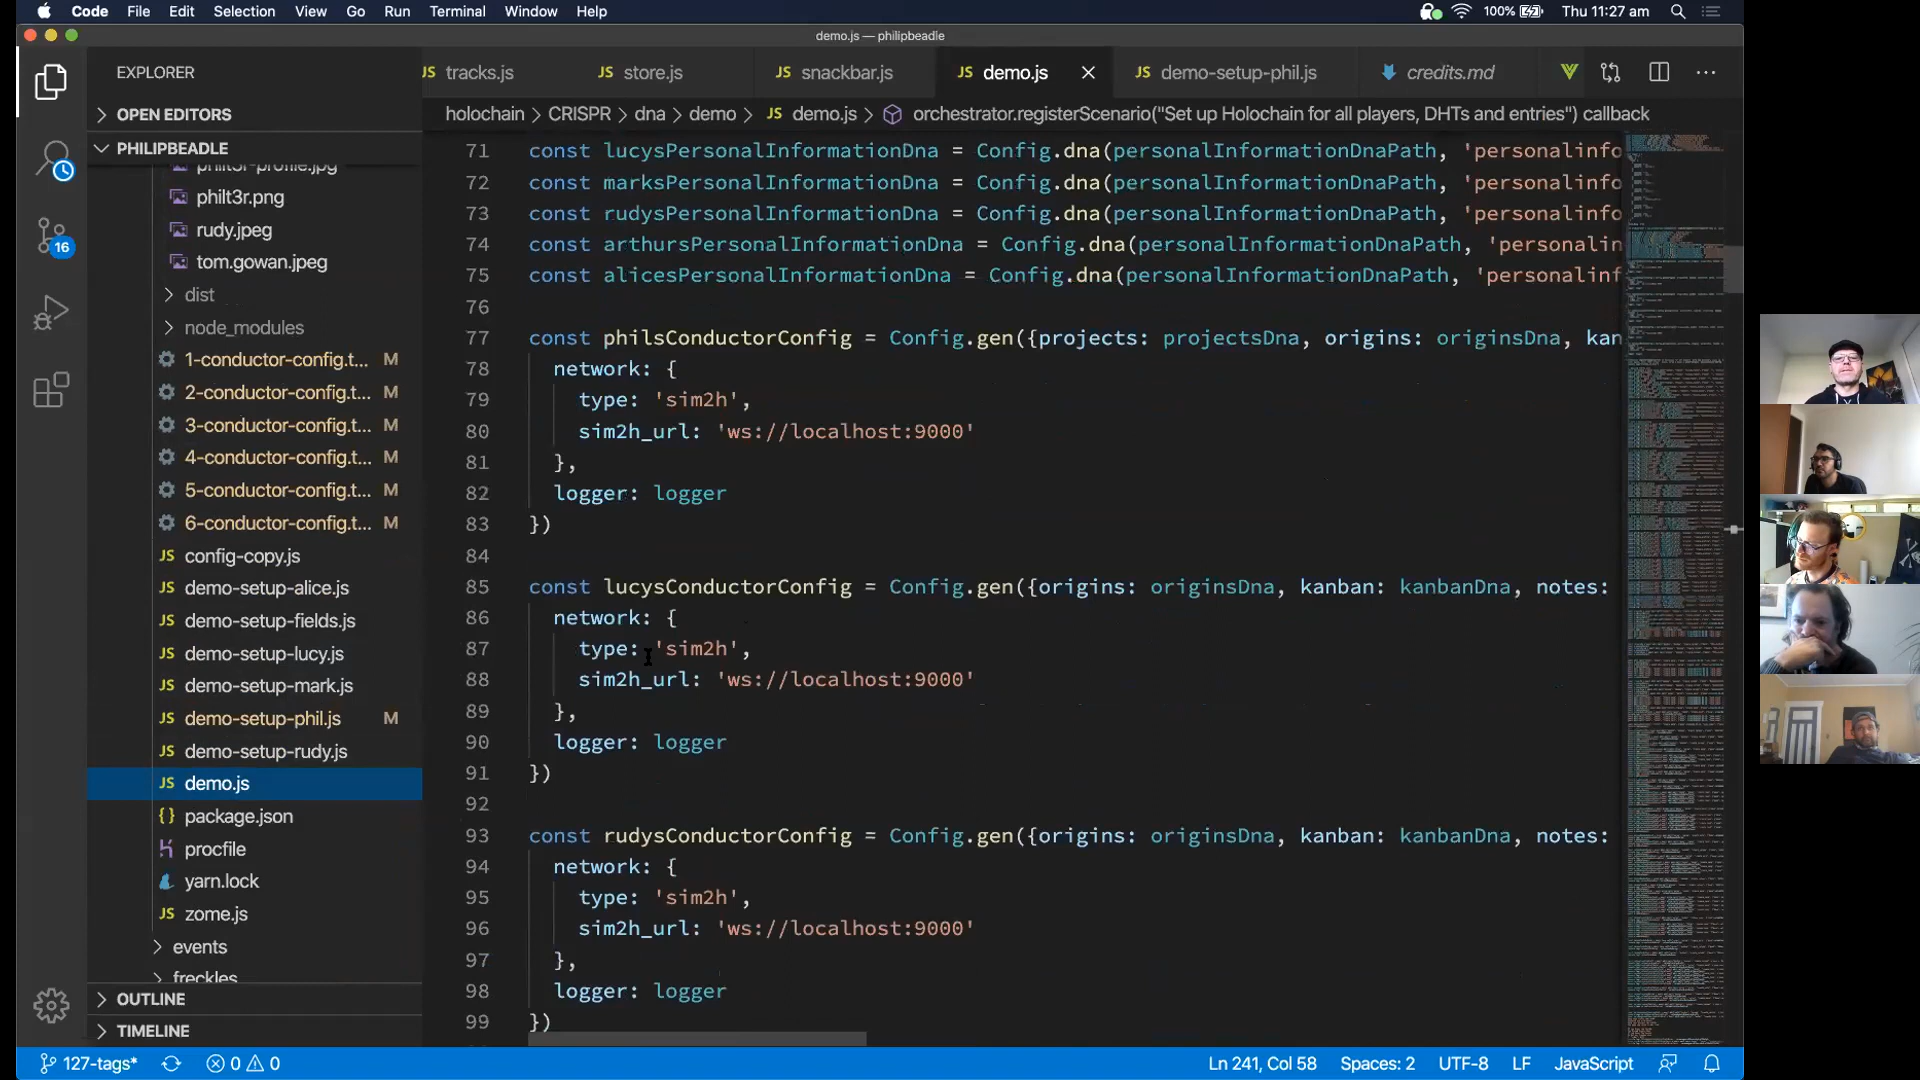 Code File Edit Selection View Go Run Terminal Window Help 100% Thu 11:27 am
demo.js — philipbeadle
EXPLORER
tracks.js store.js snackbar.js demo.js demo-setup-phil.js credits.md
OPEN EDITORS
holochain > CRISPR > dna > demo > demo.js > orchestrator.registerScenario("Set up Holochain for all players, DHTs and entries") callback
PHILIPBEADLE
philt3r-profile.jpg
philt3r.png
rudy.jpeg
tom.gowan.jpeg
dist
node_modules
1-conductor-config.t... M
2-conductor-config.t... M
3-conductor-config.t... M
4-conductor-config.t... M
5-conductor-config.t... M
6-conductor-config.t... M
config-copy.js
demo-setup-alice.js
demo-setup-fields.js
demo-setup-lucy.js
demo-setup-mark.js
demo-setup-phil.js M
demo-setup-rudy.js
demo.js
package.json
procfile
yarn.lock
zome.js
events
freckles
OUTLINE
TIMELINE
16
71 const lucysPersonalInformationDna = Config.dna(personalInformationDnaPath, 'personalinfo
72 const marksPersonalInformationDna = Config.dna(personalInformationDnaPath, 'personalinfo
73 const rudysPersonalInformationDna = Config.dna(personalInformationDnaPath, 'personalinfo
74 const arthursPersonalInformationDna = Config.dna(personalInformationDnaPath, 'personalin
75 const alicesPersonalInformationDna = Config.dna(personalInformationDnaPath, 'personalinf
76
77 const philsConductorConfig = Config.gen({projects: projectsDna, origins: originsDna, kan
78 network: {
79 type: 'sim2h',
80 sim2h_url: 'ws://localhost:9000'
81 },
82 logger: logger
83 })
84
85 const lucysConductorConfig = Config.gen({origins: originsDna, kanban: kanbanDna, notes:
86 network: {
87 type: 'sim2h',
88 sim2h_url: 'ws://localhost:9000'
89 },
90 logger: logger
91 })
92
93 const rudysConductorConfig = Config.gen({origins: originsDna, kanban: kanbanDna, notes:
94 network: {
95 type: 'sim2h',
96 sim2h_url: 'ws://localhost:9000'
97 },
98 logger: logger
99 })
127-tags* 0 0 Ln 241, Col 58 Spaces: 2 UTF-8 LF JavaScript